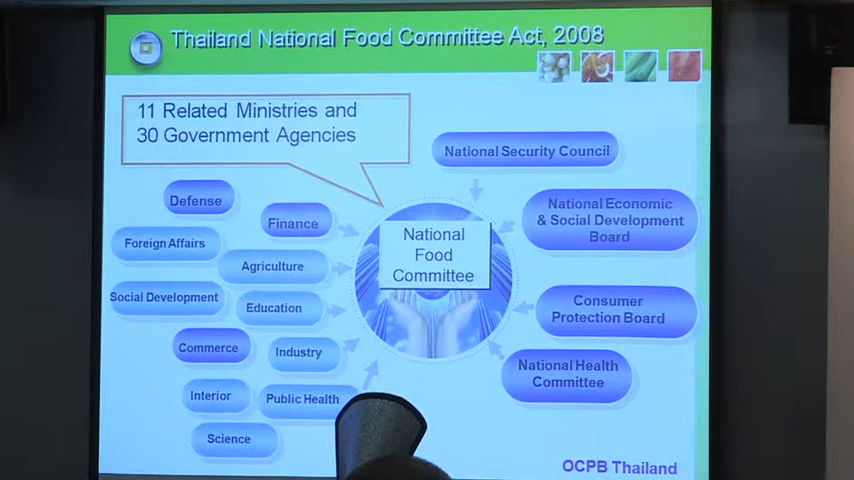 Thailand National Food Committee Act, 2008
11 Related Ministries and
30 Government Agencies
National Security Council
Defense
Finance
National Economic
& Social Development
Board
Foreign Affairs
Agriculture
National
Food
Committee
Social Development
Education
Consumer
Protection Board
Commerce
Industry
National Health
Committee
Interior
Public Health
Science
OCPB Thailand